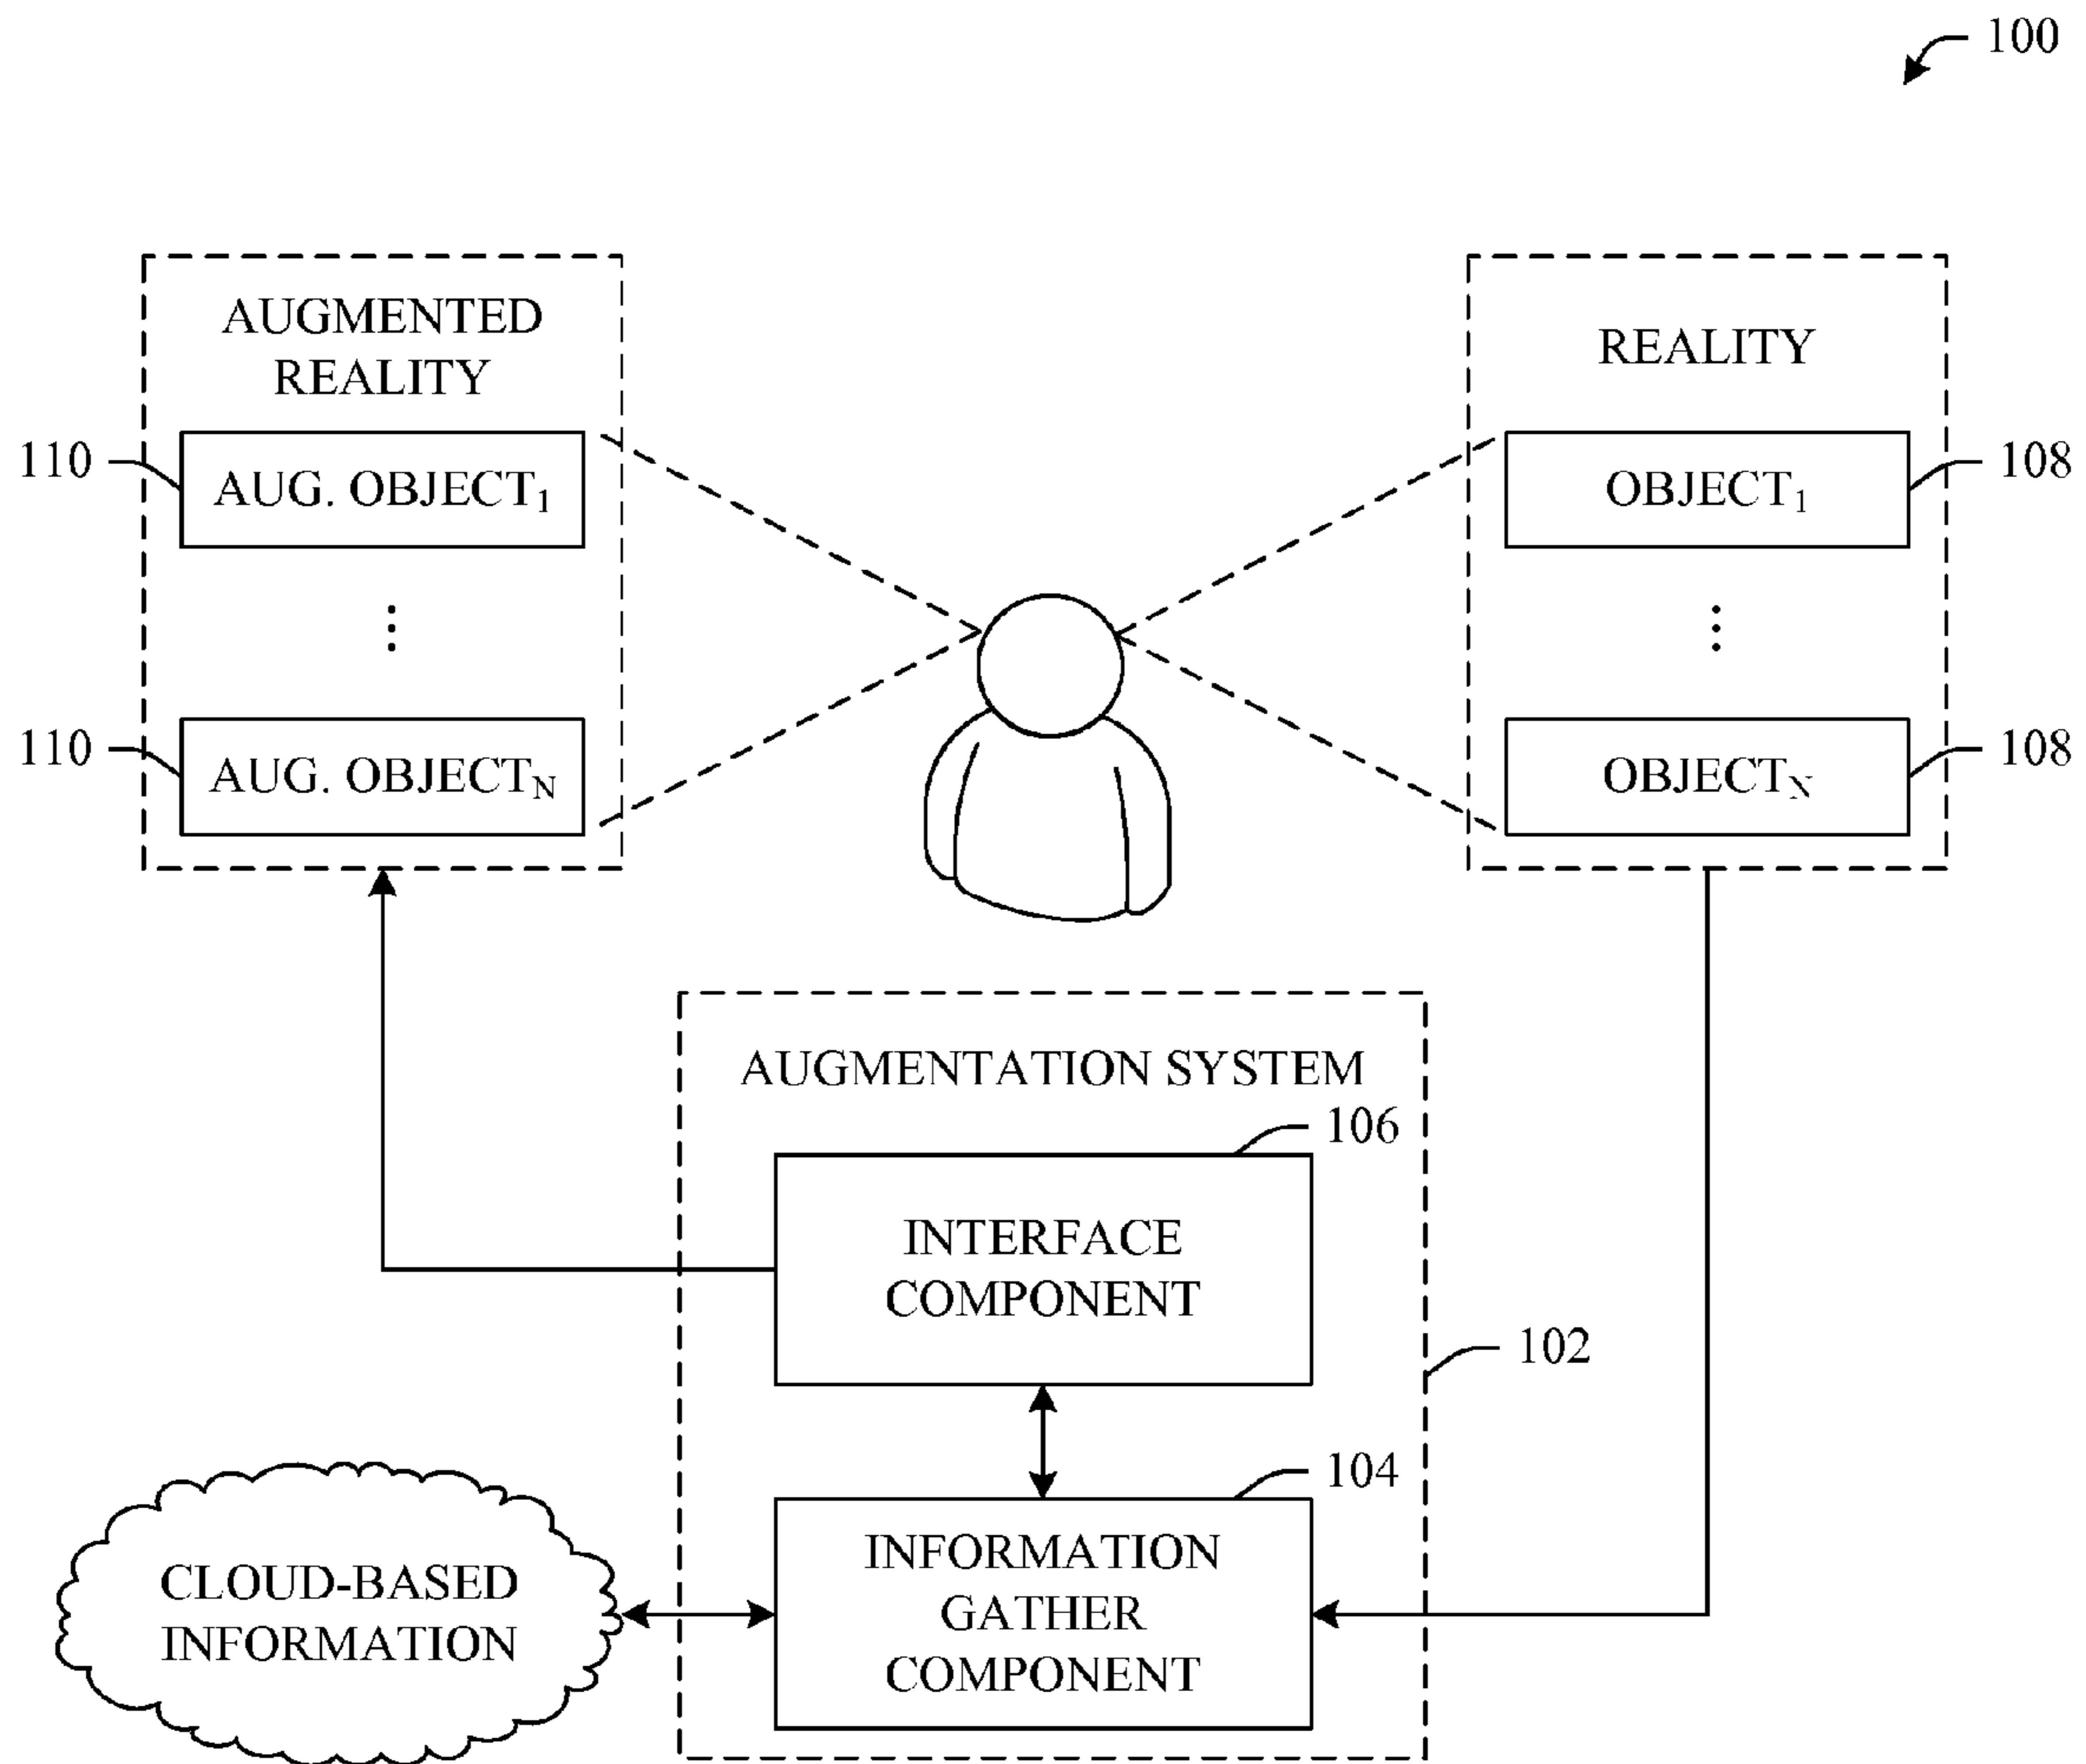 100
AUGMENTED
REALITY
REALITY
110
AUG. OBJECT1
OBJECT1
108
110
AUG. OBJECTN
OBJECTN
108
AUGMENTATION SYSTEM
106
INTERFACE
COMPONENT
102
104
INFORMATION
GATHER
COMPONENT
CLOUD-BASED
INFORMATION